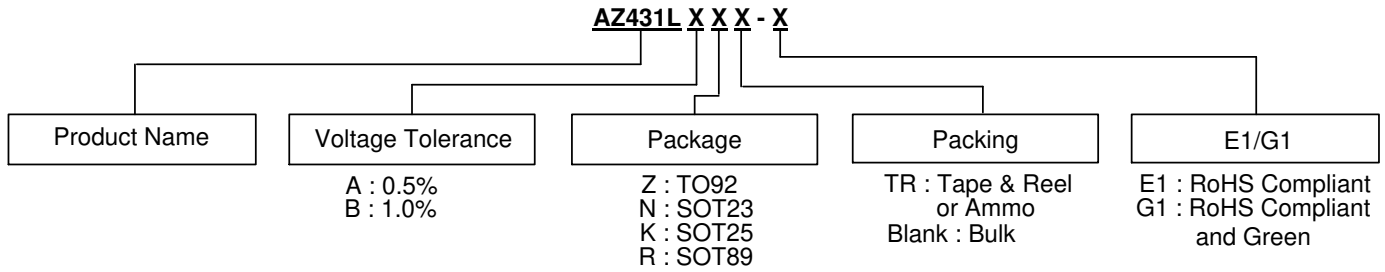 AZ431L X X X - X
Product Name
Voltage Tolerance
Package
Packing
E1/G1
A : 0.5%
B : 1.0%
Z : TO92
N : SOT23
K : SOT25
R : SOT89
TR : Tape & Reel
or Ammo
Blank : Bulk
E1 : RoHS Compliant
G1 : RoHS Compliant
and Green